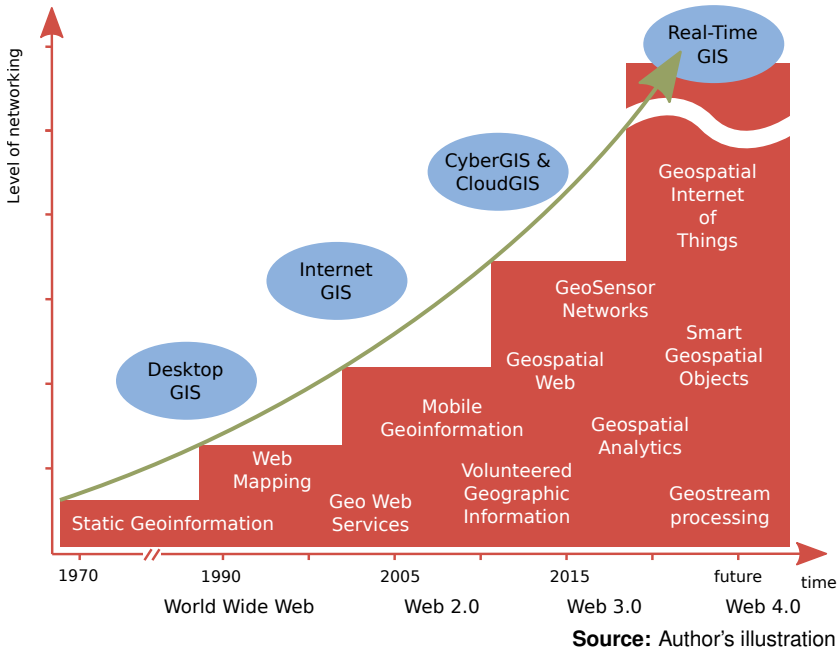 Level of networking
Real-Time
GIS
CyberGIS &
CloudGIS
Internet
GIS
Desktop
GIS
Geospatial
Internet
of
Things
GeoSensor
Networks
Smart
Geospatial
Objects
Geospatial
Web
Mobile
Geoinformation
Geospatial
Analytics
Web
Mapping
Volunteered
Geographic
Information
Geo Web
Services
Geostream
processing
Static Geoinformation
1970
1990
2005
2015
future
time
World Wide Web
Web 2.0
Web 3.0
Web 4.0
Source: Author's illustration